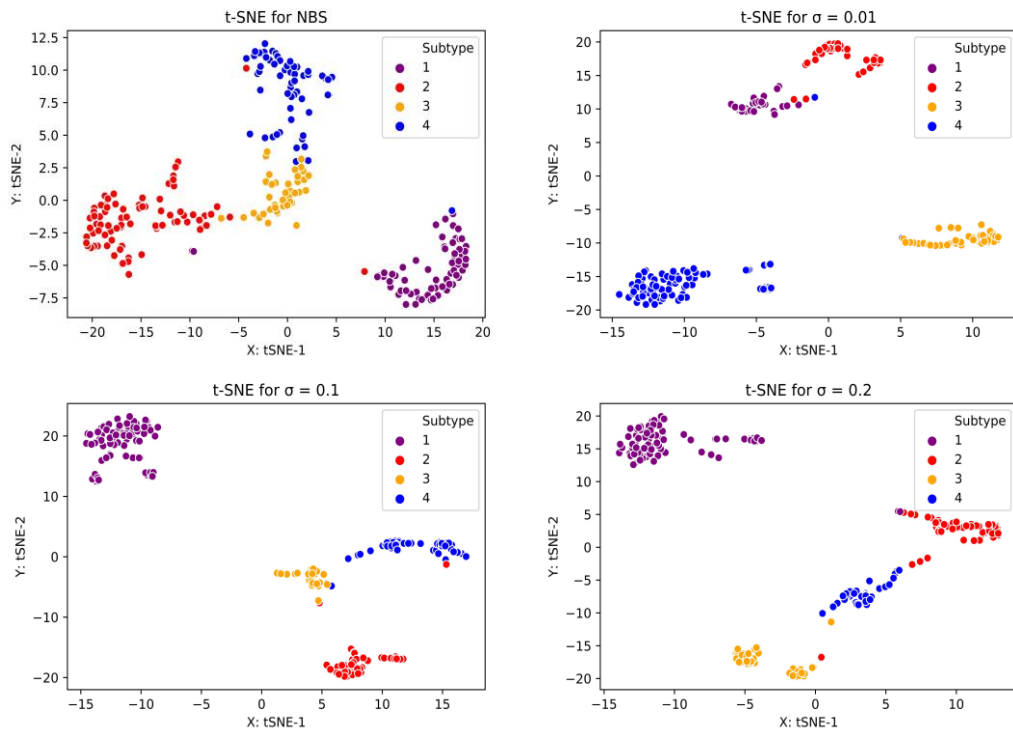 t-SNE for NBS
Y: tSNE-2
12.5
10.0
7.5
5.0
2.5
0.0
−2.5
−5.0
−7.5
Subtype
1
2
3
4
−20 −15 −10 −5 0 5 10 15 20
X: tSNE-1
t-SNE for σ = 0.01
Y: tSNE-2
20
15
10
5
0
−5
−10
−15
−20
Subtype
1
2
3
4
−15 −10 −5 0 5 10
X: tSNE-1
t-SNE for σ = 0.1
Y: tSNE-2
20
10
0
−10
−20
Subtype
1
2
3
4
−15 −10 −5 0 5 10 15
X: tSNE-1
t-SNE for σ = 0.2
Y: tSNE-2
20
15
10
5
0
−5
−10
−15
−20
Subtype
1
2
3
4
−15 −10 −5 0 5 10
X: tSNE-1